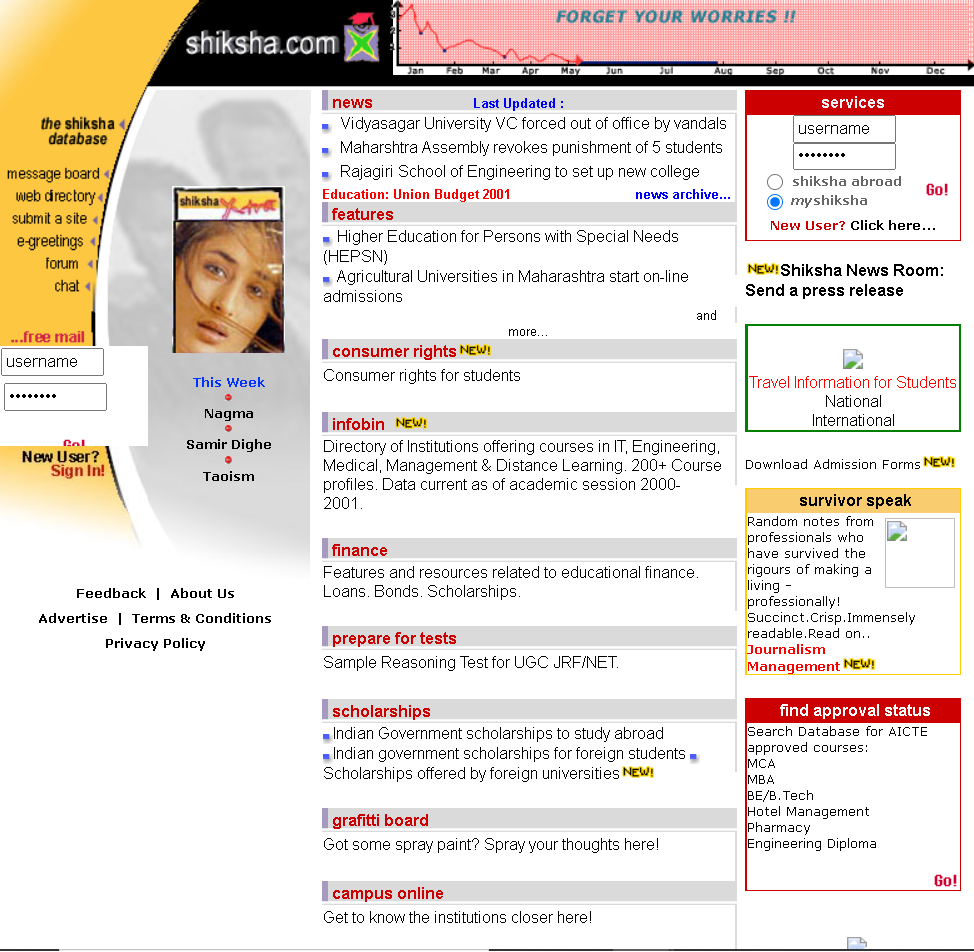 shiksha.com
FORGET YOUR WORRIES !!
Jan Feb Mar Apr May Jun Jul Aug Sep Oct Nov Dec
the shiksha
database
message board
web directory
submit a site
e-greetings
forum
chat
...free mail
username
••••••••
Go!
New User?
Sign In!
shiksha Xtra
This Week
Nagma
Samir Dighe
Taoism
Feedback | About Us
Advertise | Terms & Conditions
Privacy Policy
news Last Updated :
Vidyasagar University VC forced out of office by vandals
Maharshtra Assembly revokes punishment of 5 students
Rajagiri School of Engineering to set up new college
Education: Union Budget 2001 news archive...
features
Higher Education for Persons with Special Needs
(HEPSN)
Agricultural Universities in Maharashtra start on-line
admissions
and
more...
consumer rights NEW!
Consumer rights for students
infobin NEW!
Directory of Institutions offering courses in IT, Engineering,
Medical, Management & Distance Learning. 200+ Course
profiles. Data current as of academic session 2000-
2001.
finance
Features and resources related to educational finance.
Loans. Bonds. Scholarships.
prepare for tests
Sample Reasoning Test for UGC JRF/NET.
scholarships
Indian Government scholarships to study abroad
Indian government scholarships for foreign students
Scholarships offered by foreign universities NEW!
grafitti board
Got some spray paint? Spray your thoughts here!
campus online
Get to know the institutions closer here!
services
username
••••••••
shiksha abroad
myshiksha
Go!
New User? Click here...
NEW! Shiksha News Room:
Send a press release
Travel Information for Students
National
International
Download Admission Forms NEW!
survivor speak
Random notes from
professionals who
have survived the
rigours of making a
living –
professionally!
Succinct.Crisp.Immensely
readable.Read on..
Journalism
Management NEW!
find approval status
Search Database for AICTE
approved courses:
MCA
MBA
BE/B.Tech
Hotel Management
Pharmacy
Engineering Diploma
Go!